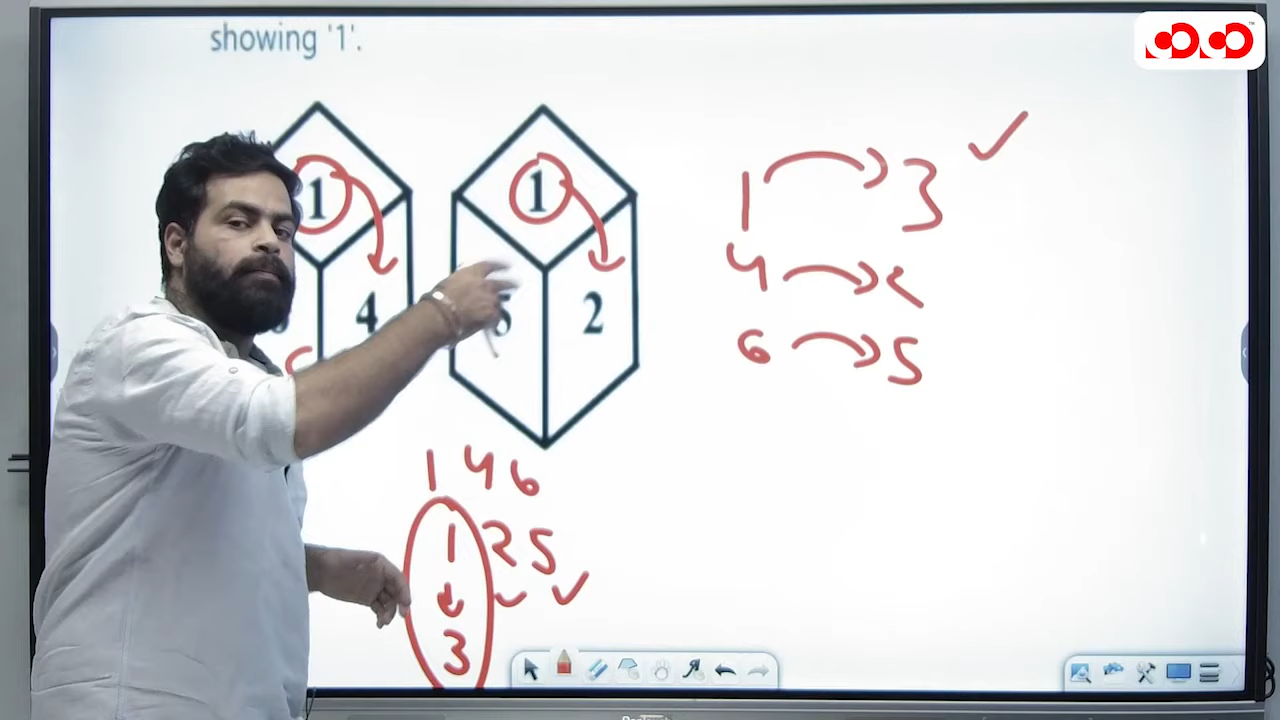 showing '1'.
1 1
4 5 2
1 → 3 ✓
4 → 2
6 → 5
1 4 6
1 2 5
3